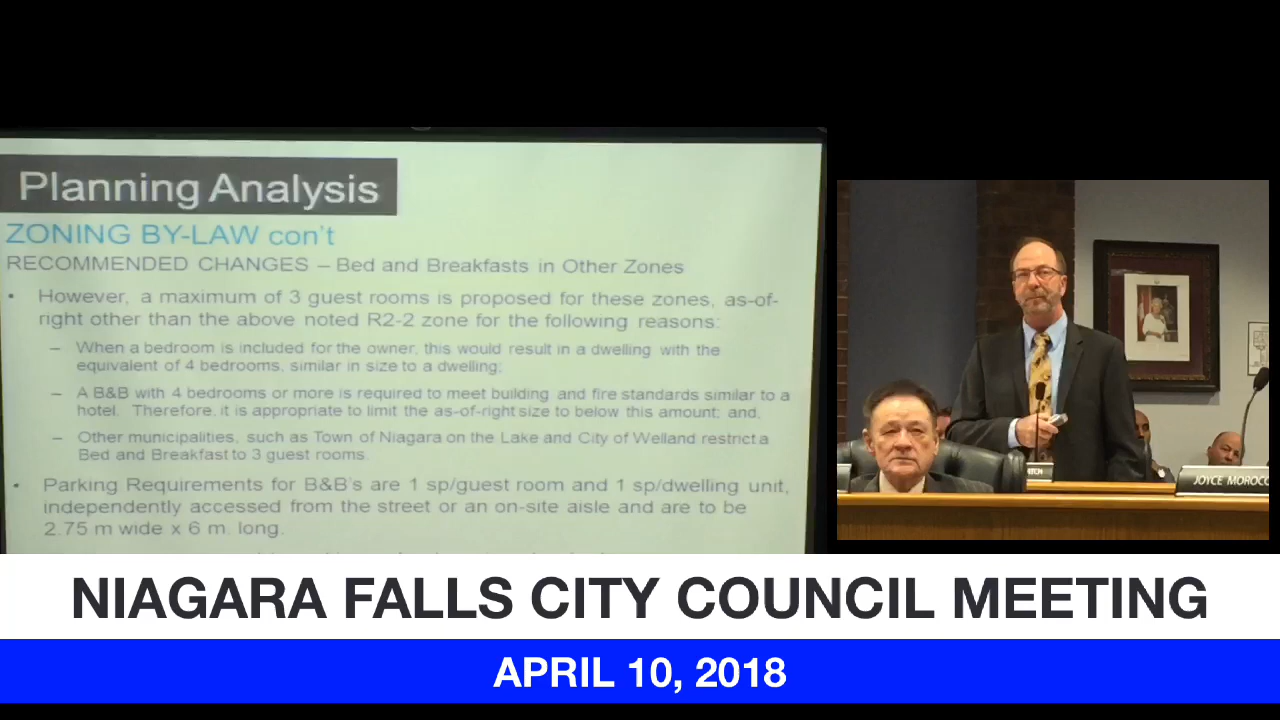 Planning Analysis
ZONING BY-LAW con't
RECOMMENDED CHANGES – Bed and Breakfasts in Other Zones
• However, a maximum of 3 guest rooms is proposed for these zones, as-of-
right other than the above noted R2-2 zone for the following reasons:
– When a bedroom is included for the owner, this would result in a dwelling with the
equivalent of 4 bedrooms, similar in size to a dwelling;
– A B&B with 4 bedrooms or more is required to meet building and fire standards similar to a
hotel. Therefore, it is appropriate to limit the as-of-right size to below this amount; and,
– Other municipalities, such as Town of Niagara on the Lake and City of Welland restrict a
Bed and Breakfast to 3 guest rooms.
• Parking Requirements for B&B's are 1 sp/guest room and 1 sp/dwelling unit,
independently accessed from the street or an on-site aisle and are to be
2.75 m wide x 6 m. long.
JOYCE MOROCO
NIAGARA FALLS CITY COUNCIL MEETING
APRIL 10, 2018